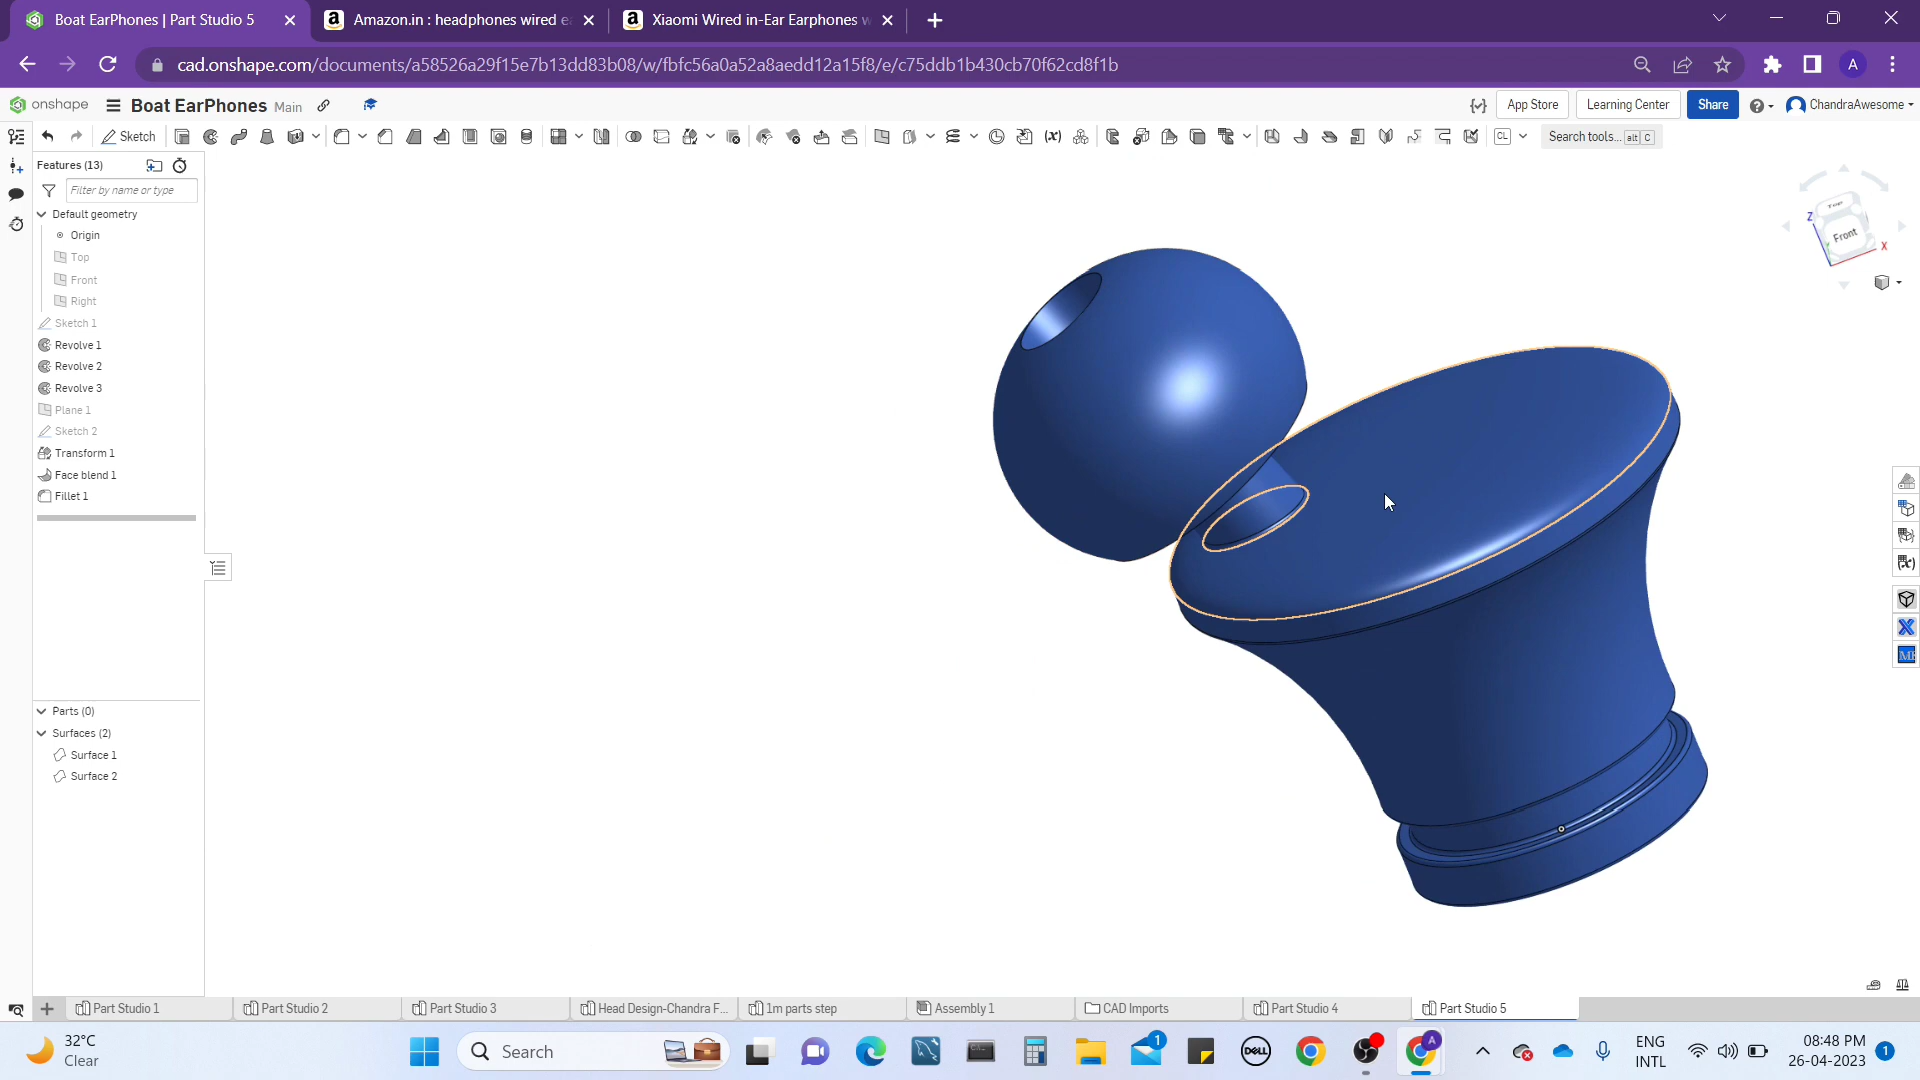 Boat EarPhones | Part Studio 5
Amazon.in : headphones wired e
Xiaomi Wired in-Ear Earphones w
cad.onshape.com/documents/a58526a29f15e7b13dd83b08/w/fbfc56a0a52a8aedd12a15f8/e/c75ddb1b430cb70f62cd8f1b
A
onshape
Boat EarPhones Main
App Store
Learning Center
Share
ChandraAwesome
Sketch
CL
Search tools... alt C
Features (13)
Filter by name or type
Default geometry
Origin
Top
Front
Right
Sketch 1
Revolve 1
Revolve 2
Revolve 3
Plane 1
Sketch 2
Transform 1
Face blend 1
Fillet 1
Parts (0)
Surfaces (2)
Surface 1
Surface 2
Top
Front
Z
X
Part Studio 1
Part Studio 2
Part Studio 3
Head Design-Chandra F...
1m parts step
Assembly 1
CAD Imports
Part Studio 4
Part Studio 5
32°C
Clear
Search
1
DELL
A
ENG
INTL
08:48 PM
26-04-2023
1